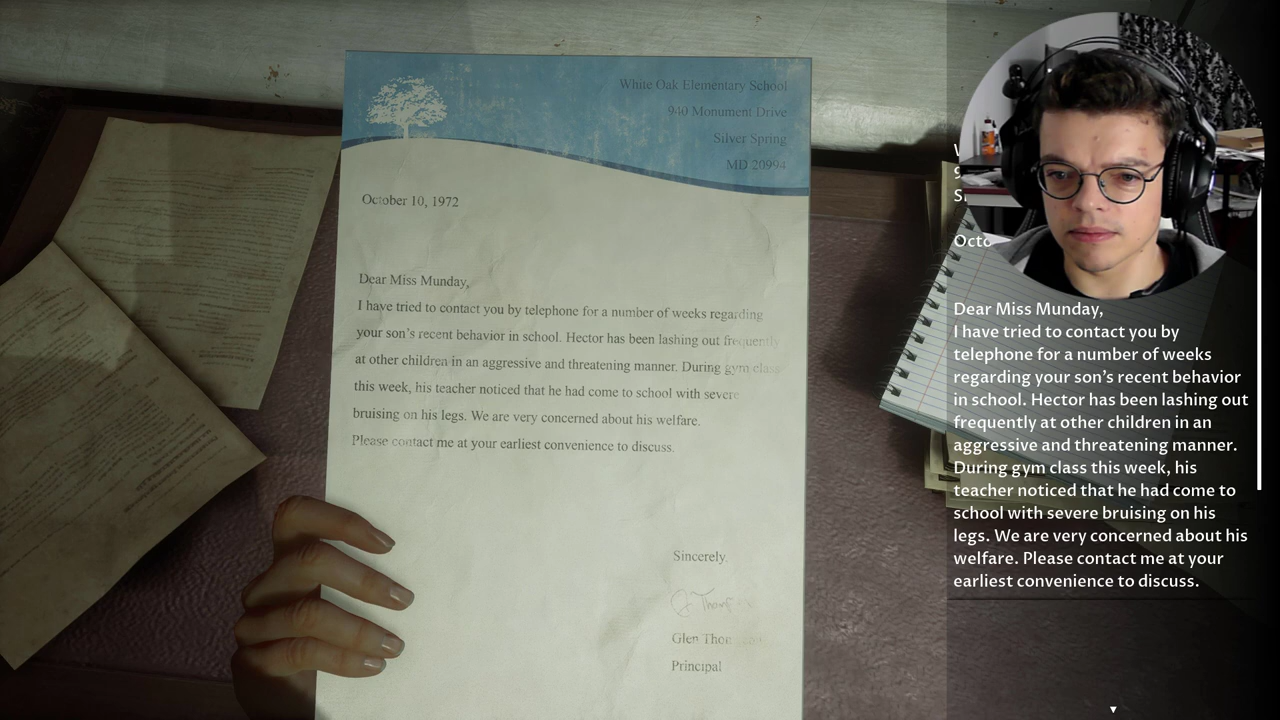 White Oak Elementary School
940 Monument Drive
Silver Spring
MD 20994
October 10, 1972
Dear Miss Munday,
I have tried to contact you by telephone for a number of weeks regarding
your son's recent behavior in school. Hector has been lashing out frequently
at other children in an aggressive and threatening manner. During gym class
this week, his teacher noticed that he had come to school with severe
bruising on his legs. We are very concerned about his welfare.
Please contact me at your earliest convenience to discuss.
Sincerely,
Glen
Principal
Dear Miss Munday,
I have tried to contact you by
telephone for a number of weeks
regarding your son's recent behavior
in school. Hector has been lashing out
frequently at other children in an
aggressive and threatening manner.
During gym class this week, his
teacher noticed that he had come to
school with severe bruising on his
legs. We are very concerned about his
welfare. Please contact me at your
earliest convenience to discuss.